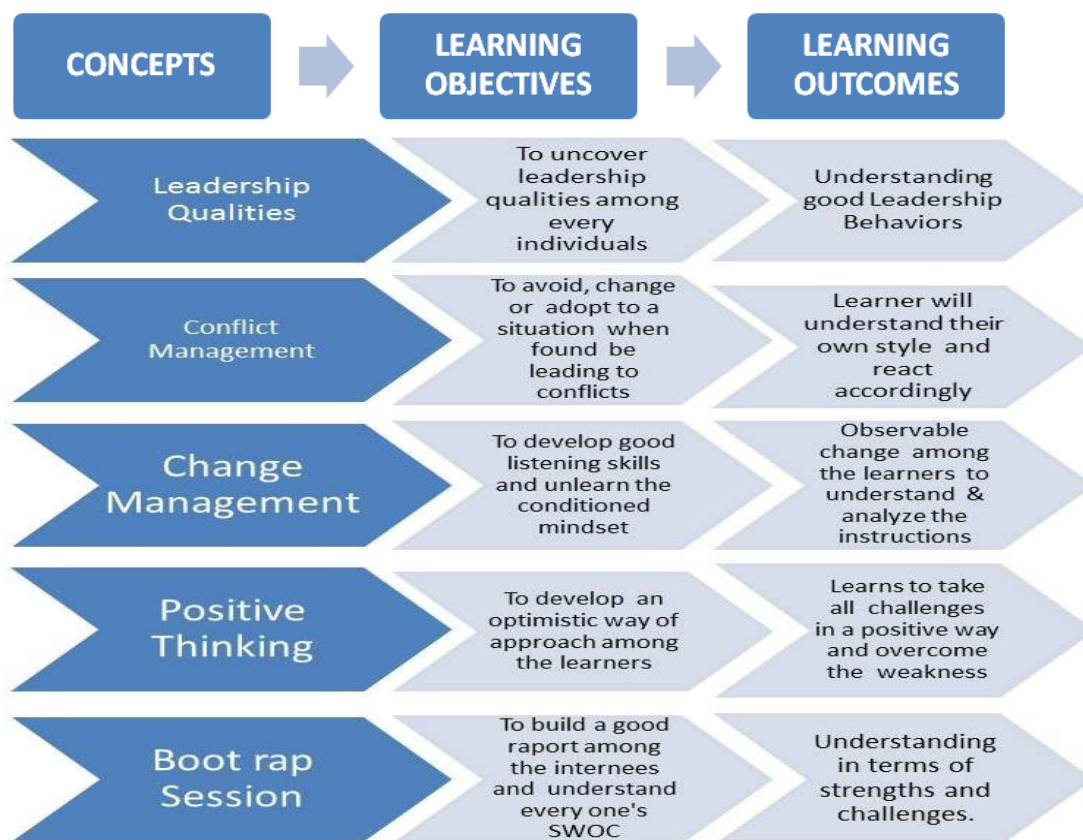 CONCEPTS
LEARNING
OBJECTIVES
LEARNING
OUTCOMES
Leadership
Qualities
To uncover
leadership
qualities among
every
individuals
Understanding
good Leadership
Behaviors
Conflict
Management
To avoid, change
or adopt to a
situation when
found be
leading to
conflicts
Learner will
understand their
own style and
react
accordingly
Change
Management
To develop good
listening skills
and unlearn the
conditioned
mindset
Observable
change among
the learners to
understand &
analyze the
instructions
Positive
Thinking
To develop an
optimistic way of
approach among
the learners
Learns to take
all challenges
in a positive way
and overcome
the weakness
Boot rap
Session
To build a good
raport among
the internees
and understand
every one's
SWOC
Understanding
in terms of
strengths and
challenges.